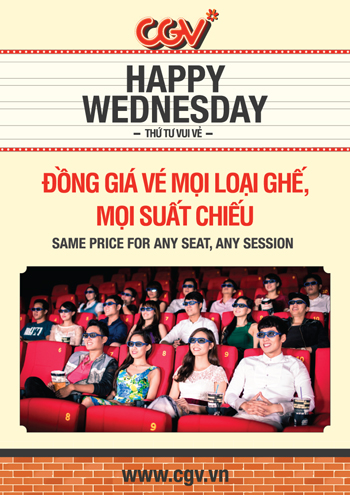 CGV
HAPPY
WEDNESDAY
– THỨ TƯ VUI VẺ –
ĐỒNG GIÁ VÉ MỌI LOẠI GHẾ,
MỌI SUẤT CHIẾU
SAME PRICE FOR ANY SEAT, ANY SESSION
www.cgv.vn